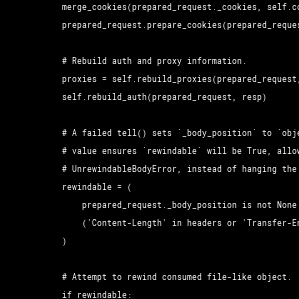 merge_cookies(prepared_request._cookies, self.co
prepared_request.prepare_cookies(prepared_reques
# Rebuild auth and proxy information.
proxies = self.rebuild_proxies(prepared_request,
self.rebuild_auth(prepared_request, resp)
# A failed tell() sets `_body_position` to `obje
# value ensures `rewindable` will be True, allow
# UnrewindableBodyError, instead of hanging the
rewindable = (
prepared_request._body_position is not None
('Content-Length' in headers or 'Transfer-En
)
# Attempt to rewind consumed file-like object.
if rewindable: